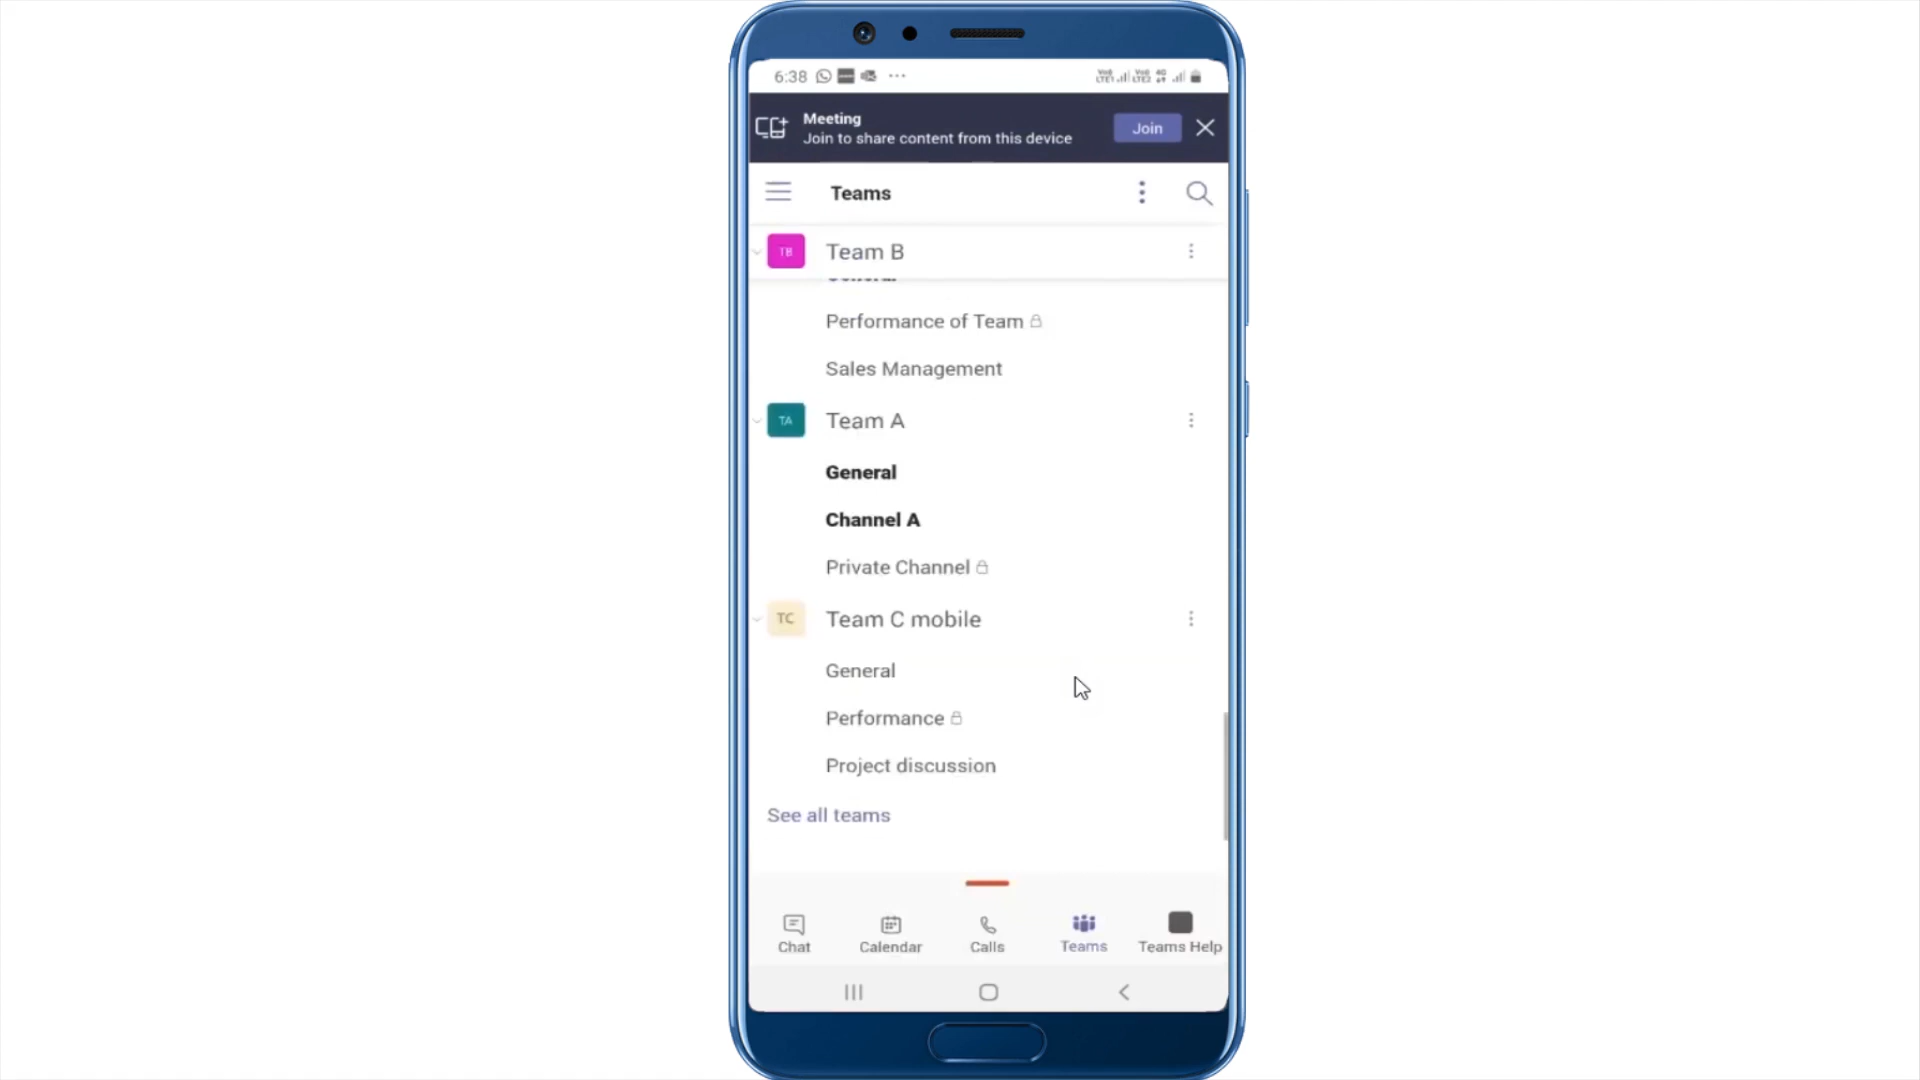 6:38
Meeting
Join to share content from this device
Join
Teams
TB
Team B
General
Performance of Team
Sales Management
TA
Team A
General
Channel A
Private Channel
TC
Team C mobile
General
Performance
Project discussion
See all teams
Chat
Calendar
Calls
Teams
Teams Help